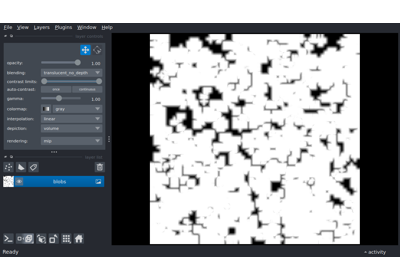 File View Layers Plugins Window Help
opacity: 1.00
blending: translucent_no_depth
contrast limits:
auto-contrast: once continuous
gamma: 1.00
colormap: gray
interpolation: linear
depiction: volume
rendering: mip
blobs
Ready
activity